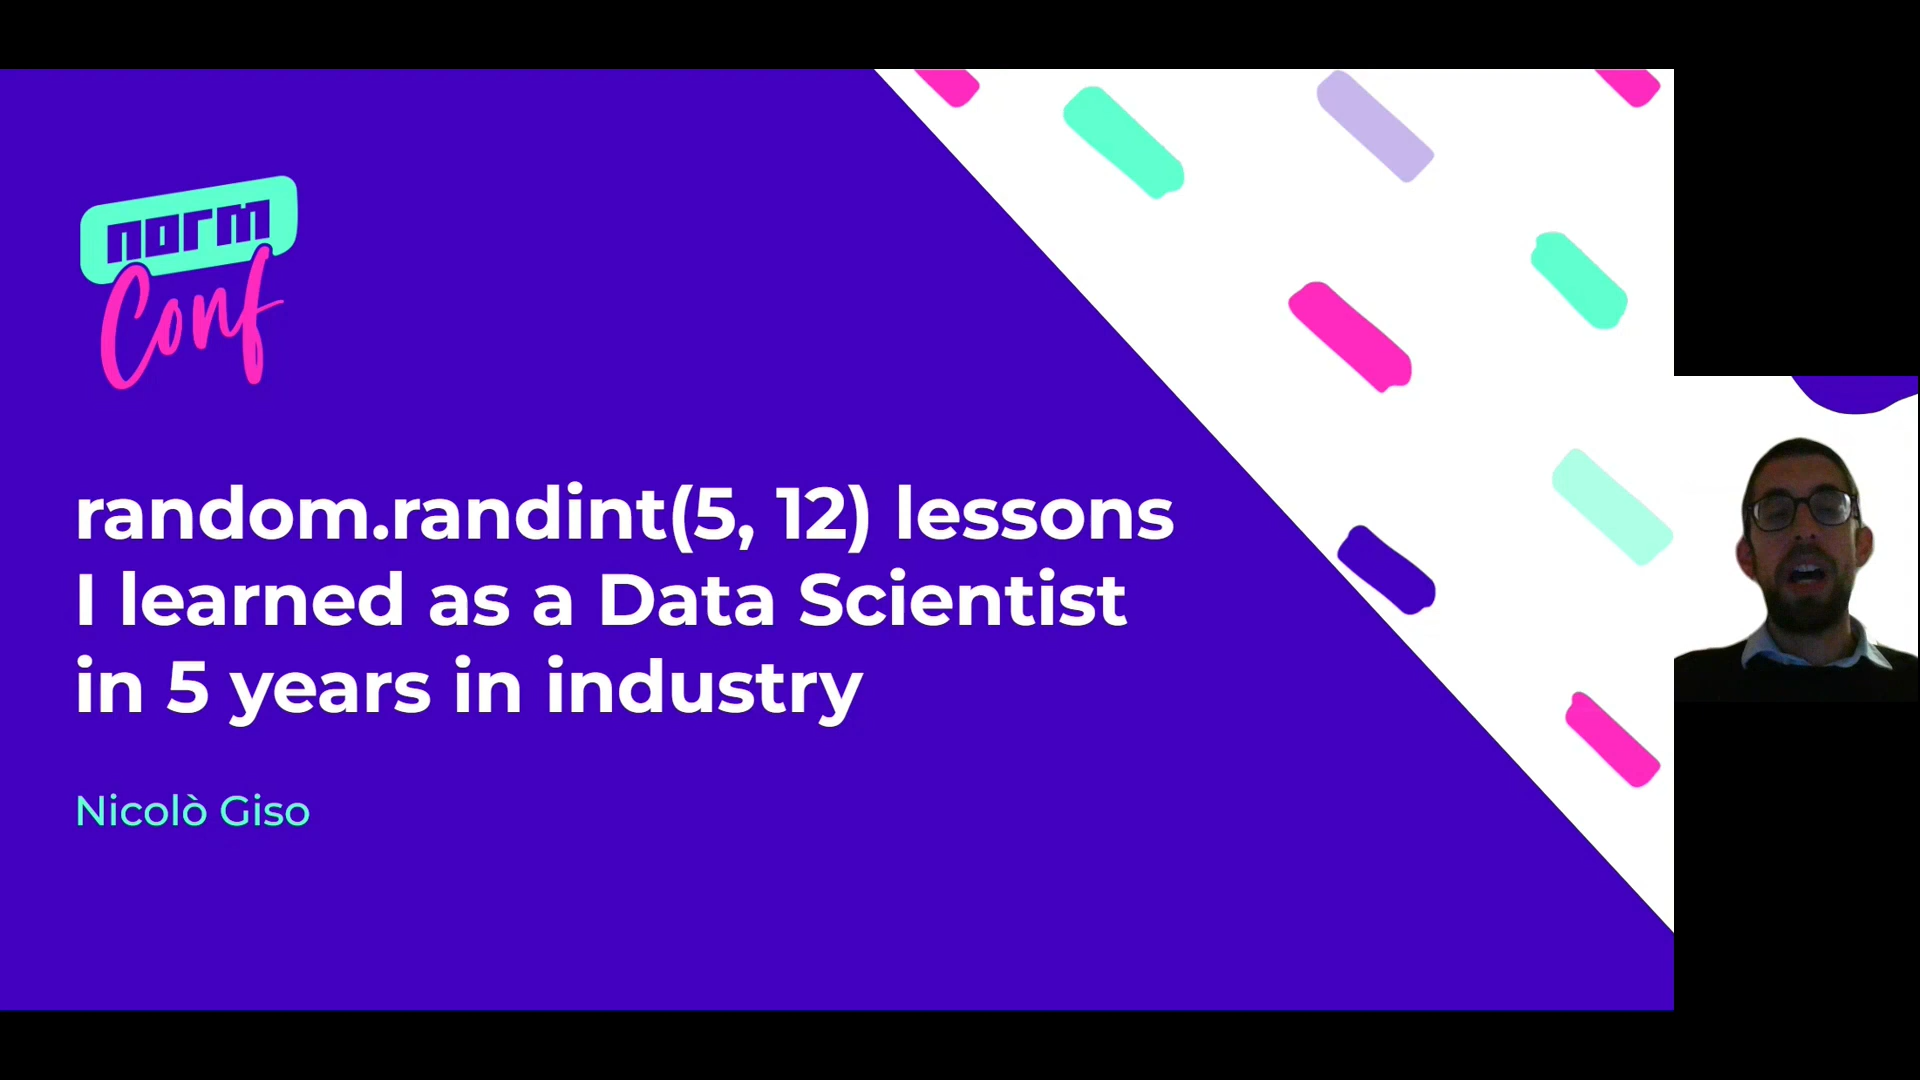 norm
Conf
random.randint(5, 12) lessons
I learned as a Data Scientist
in 5 years in industry
Nicolò Giso